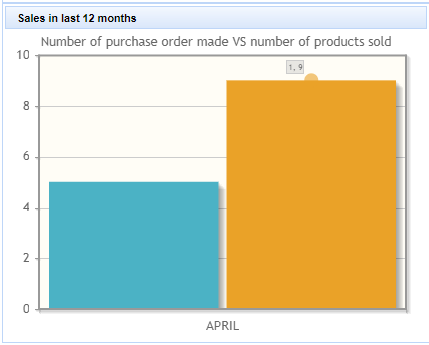 Sales in last 12 months
Number of purchase order made VS number of products sold
10
1, 9
8
6
4
2
0
APRIL